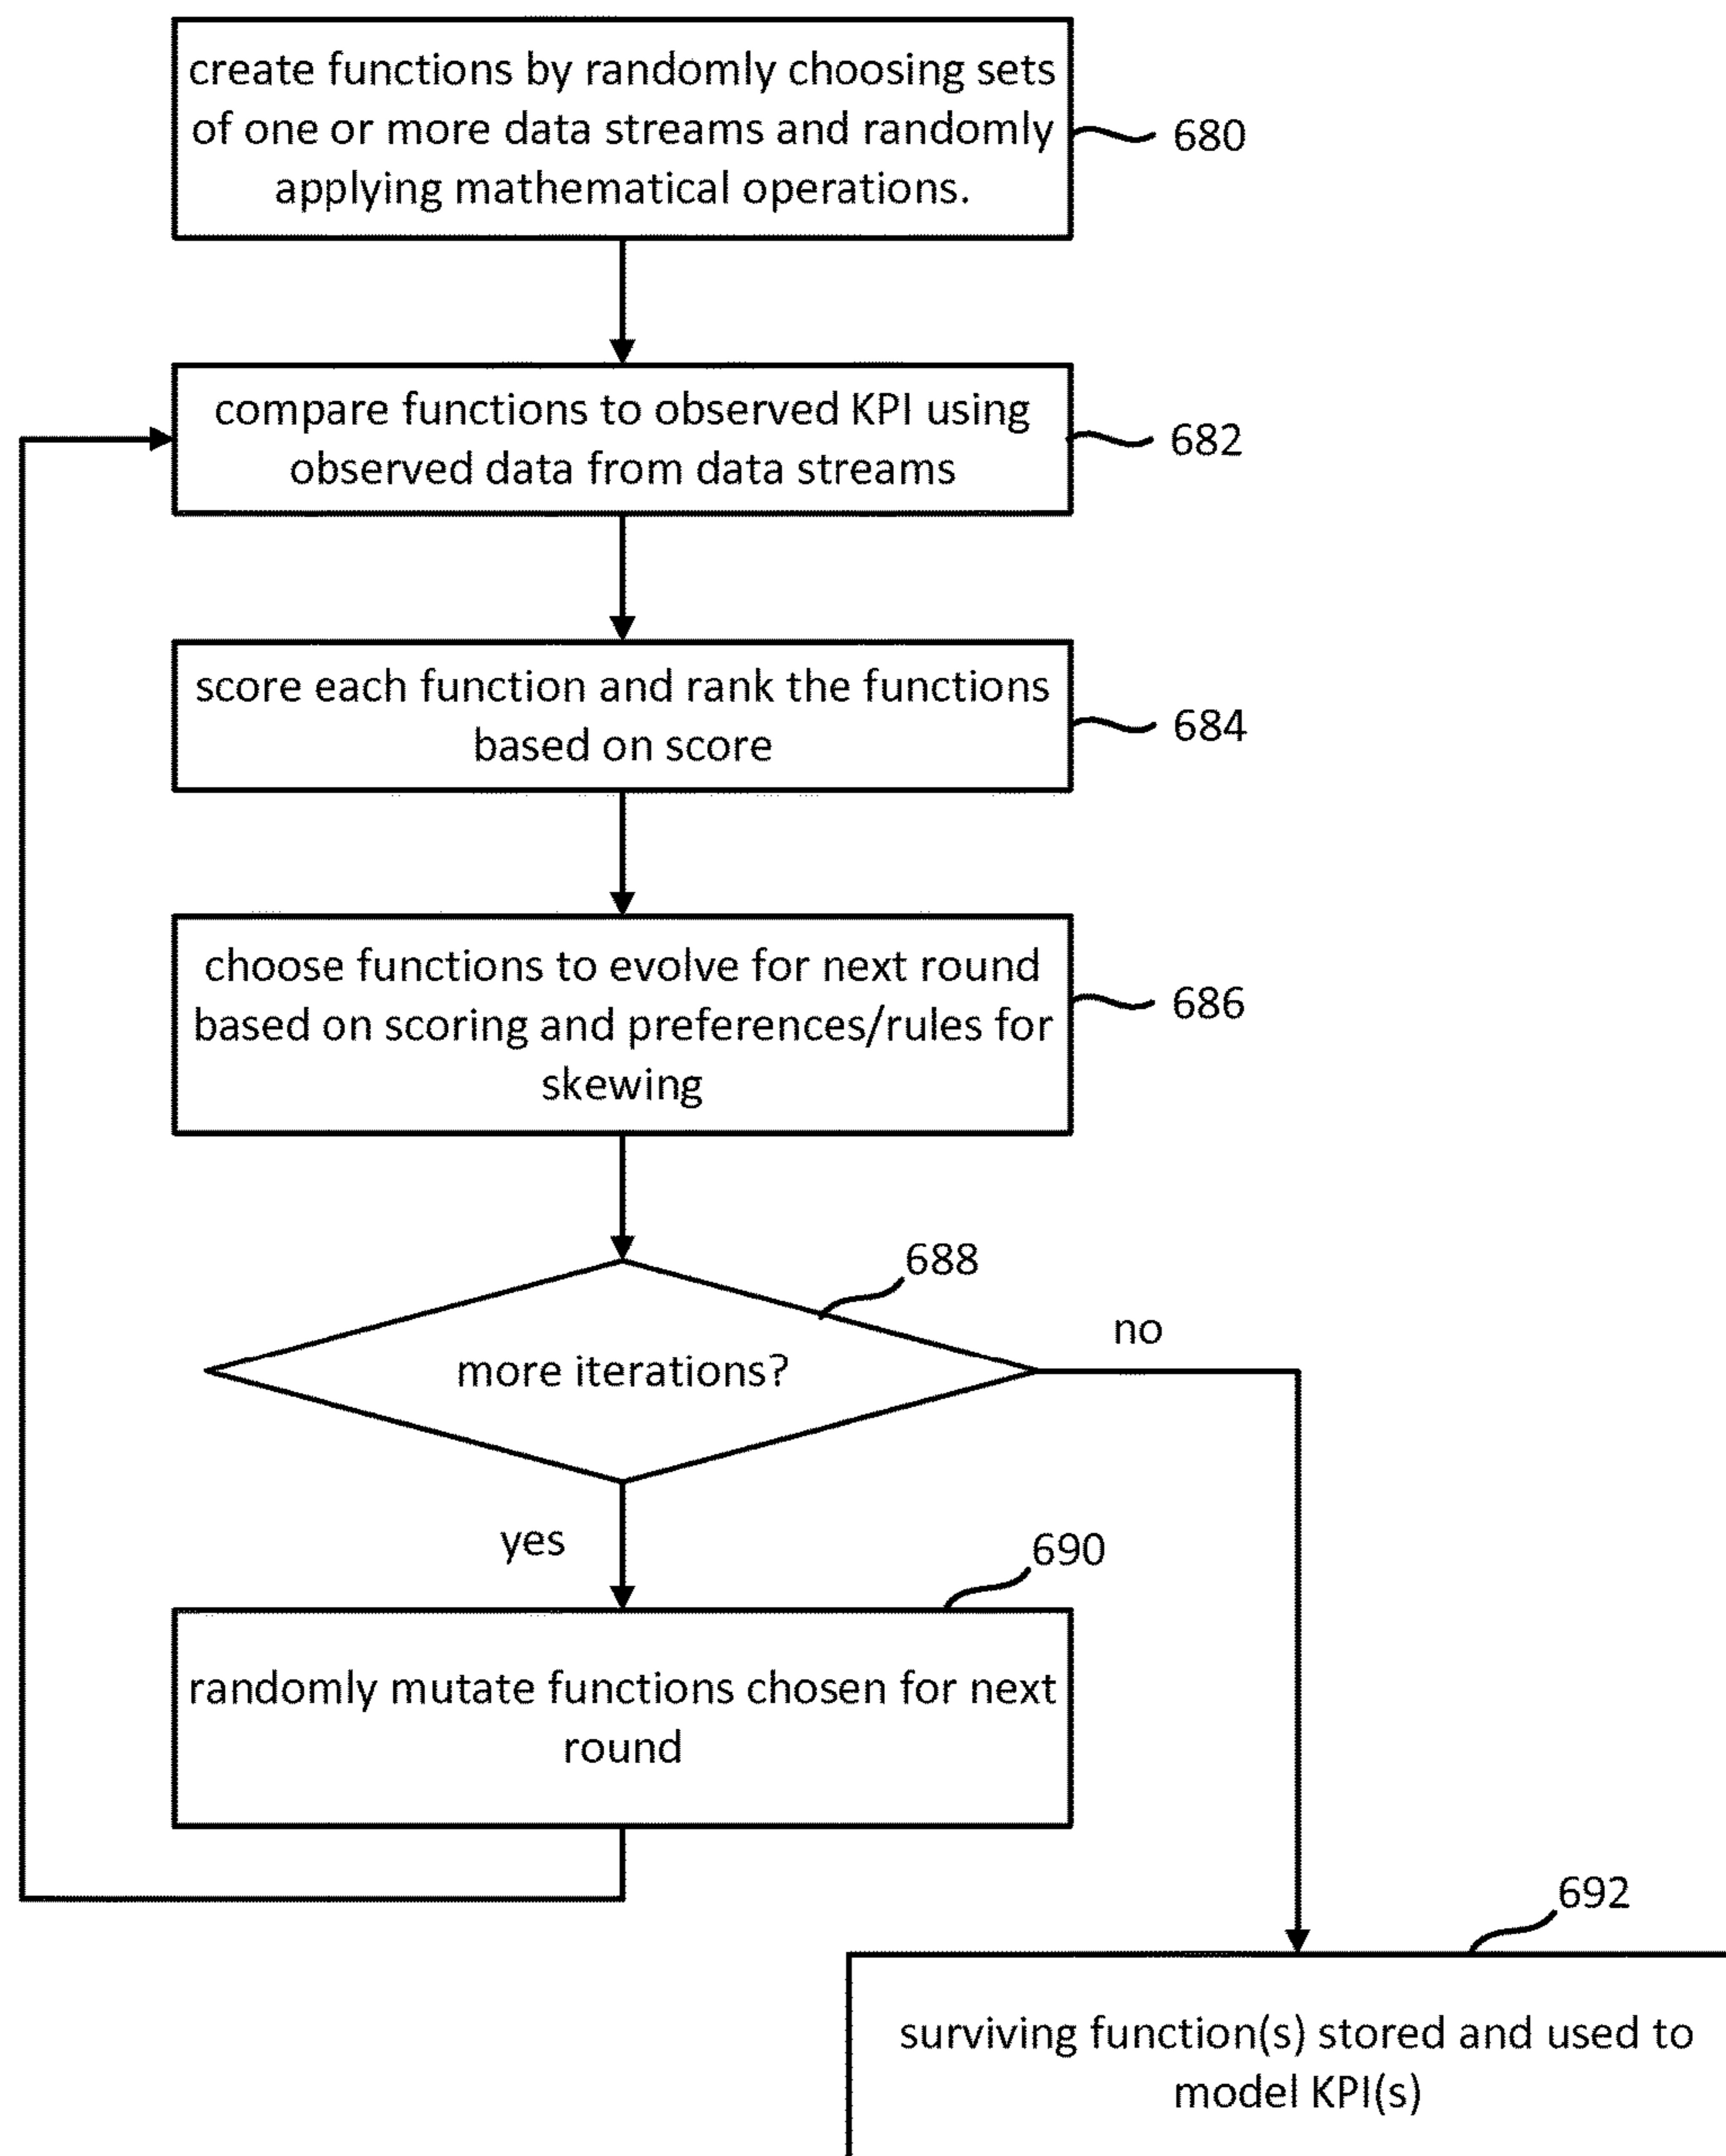 create functions by randomly choosing sets
of one or more data streams and randomly
applying mathematical operations.
680
compare functions to observed KPI using
observed data from data streams
682
score each function and rank the functions
based on score
684
choose functions to evolve for next round
based on scoring and preferences/rules for
skewing
686
688
more iterations?
no
yes
690
randomly mutate functions chosen for next
round
692
surviving function(s) stored and used to
model KPI(s)